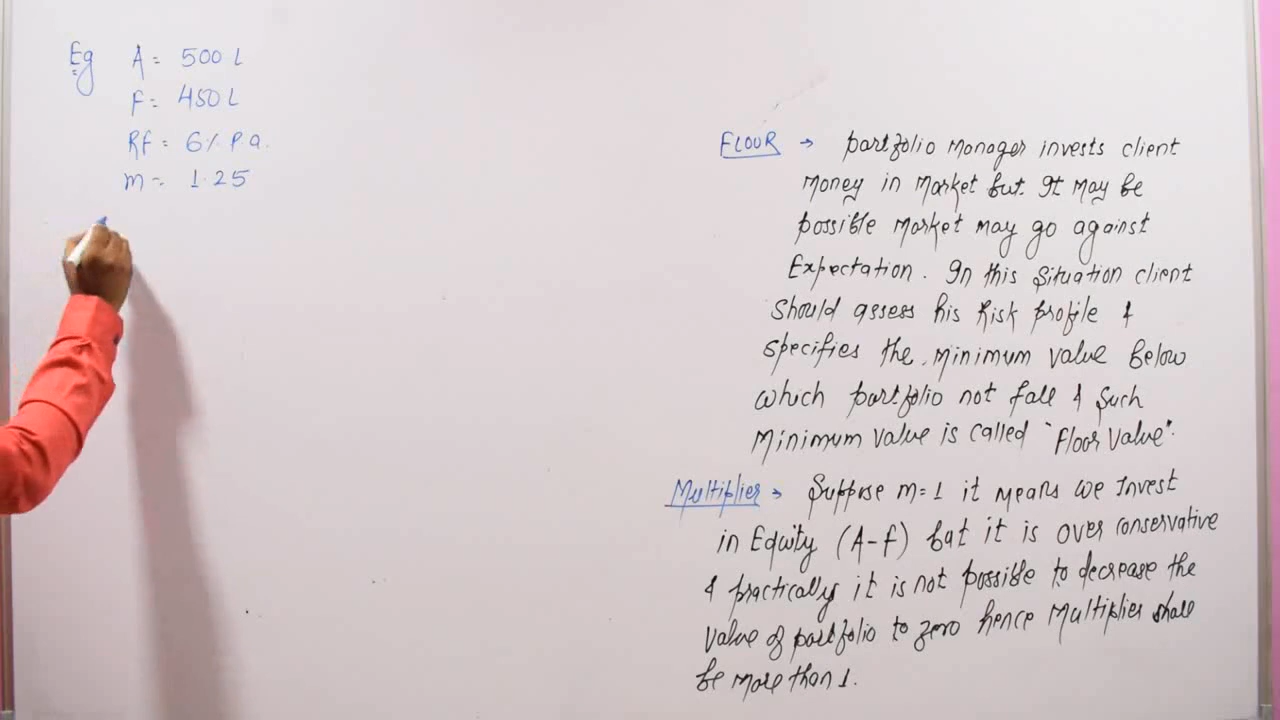 Eg A = 500 L
F = 450 L
Rf = 6% P.a.
m = 1.25
FLOOR → portfolio Manager invests client
Money in Market but It May be
possible Market may go against
Expectation. In this Situation client
Should assess his Risk profile &
specifies the minimum value below
which portfolio not fall & Such
Minimum Value is called "Floor Value".
Multiplier → Suppose m=1 it means we Invest
in Equity (A-f) but it is over conservative
& practically it is not possible to decrease the
value of portfolio to zero hence Multiplier shall
be more than 1.